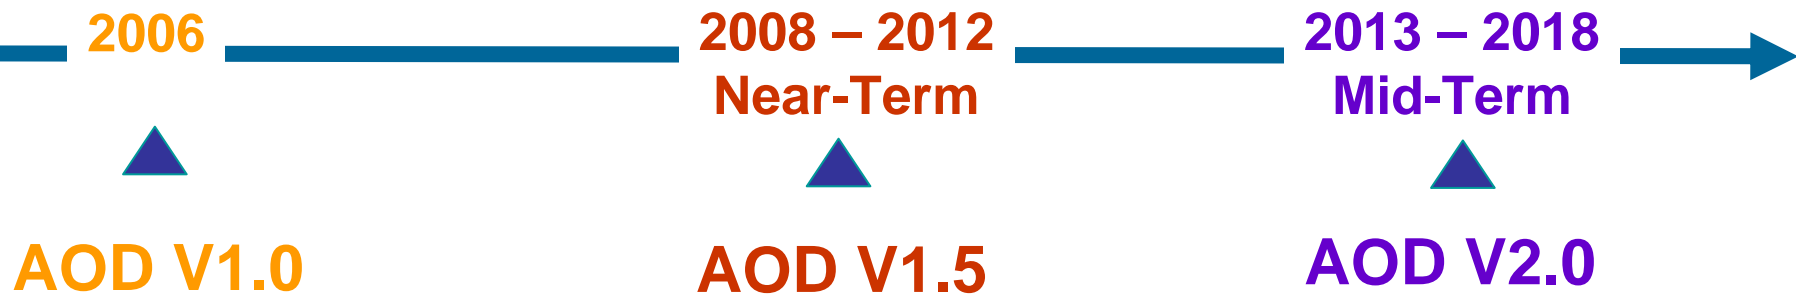 2006
2008 – 2012
Near-Term
2013 – 2018
Mid-Term
AOD V1.0
AOD V1.5
AOD V2.0